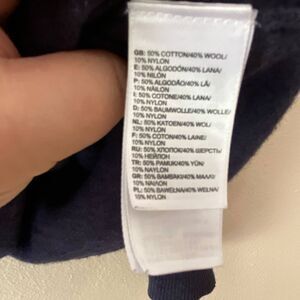 GB: 50% COTTON/40% WOOL/
10% NYLON
E: 50% ALGODÓN/40% LANA/
10% NILÓN
P: 50% ALGODÃO/40% LÃ/
10% NÁILON
I: 50% COTONE/40% LANA/
10% NYLON
D: 50% BAUMWOLLE/40% WOLLE/
10% NYLON
NL: 50% KATOEN/40% WOL/
10% NYLON
F: 50% COTON/40% LAINE/
10% NYLON
RU: 50% ХЛОПОК/40% ШЕРСТЬ/
10% НЕЙЛОН
TR: 50% PAMUK/40% YÜN/
10% NAYLON
GR: 50% ΒΑΜΒΑΚΙ/40% ΜΑΛΛΙ/
10% ΝΑΪΛΟΝ
PL: 50% BAWEŁNA/40% WEŁNA/
10% NYLON